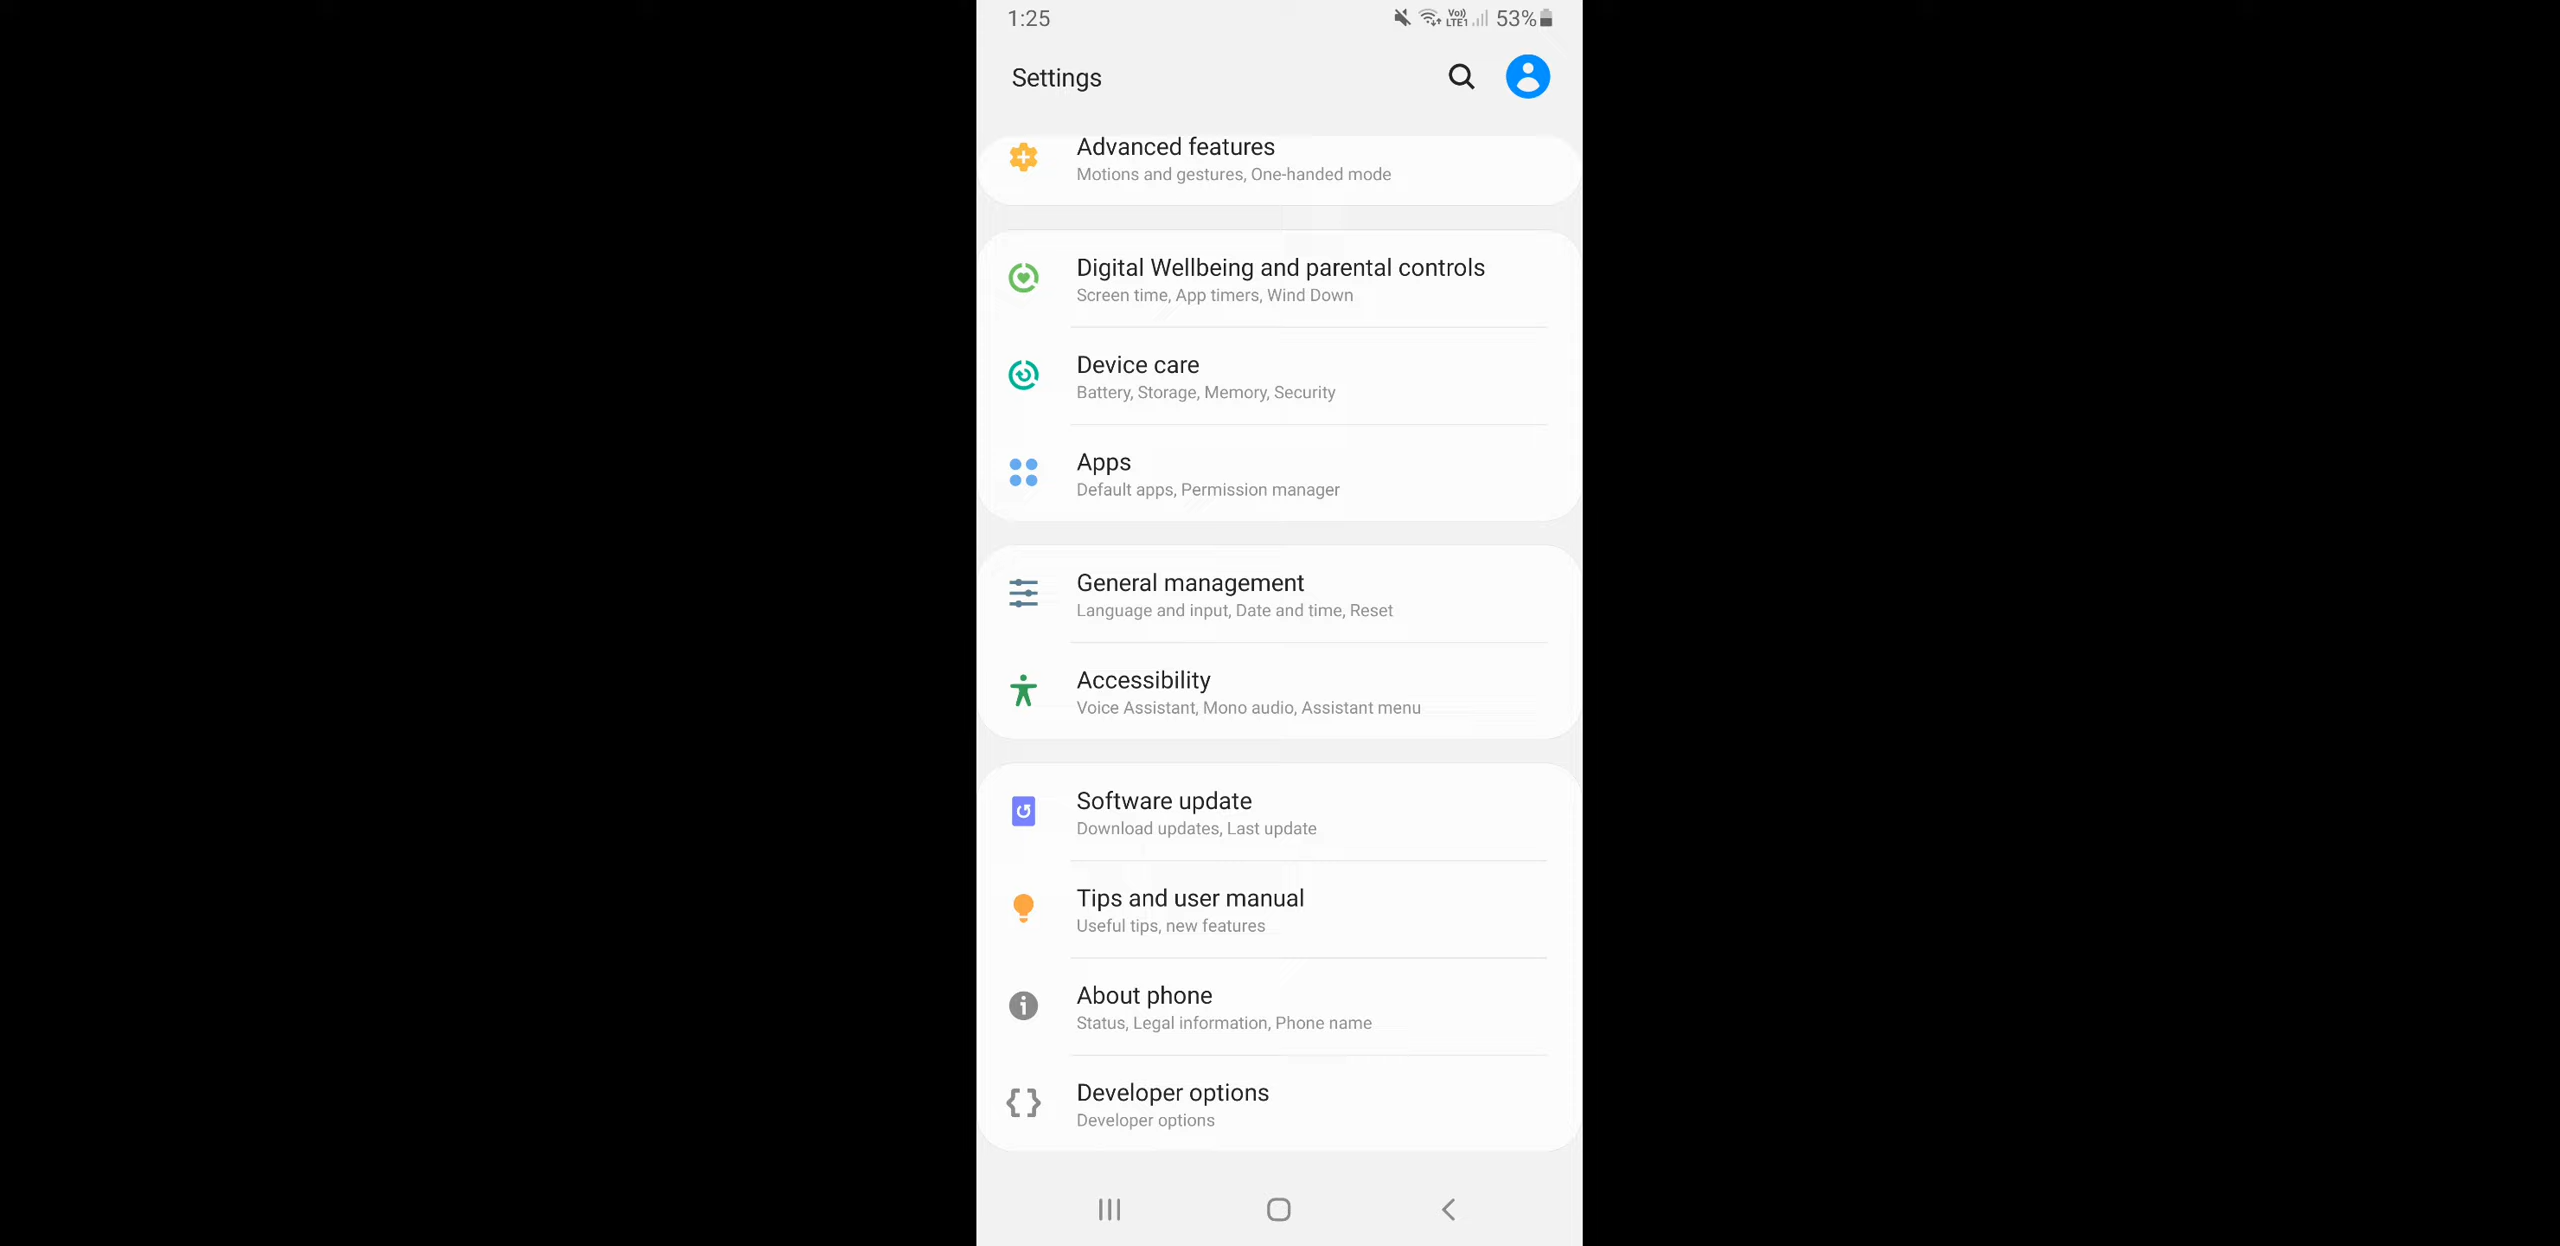 1:25
Vo)) LTE1 53%
Settings
Advanced features
Motions and gestures, One-handed mode
Digital Wellbeing and parental controls
Screen time, App timers, Wind Down
Device care
Battery, Storage, Memory, Security
Apps
Default apps, Permission manager
General management
Language and input, Date and time, Reset
Accessibility
Voice Assistant, Mono audio, Assistant menu
Software update
Download updates, Last update
Tips and user manual
Useful tips, new features
About phone
Status, Legal information, Phone name
Developer options
Developer options